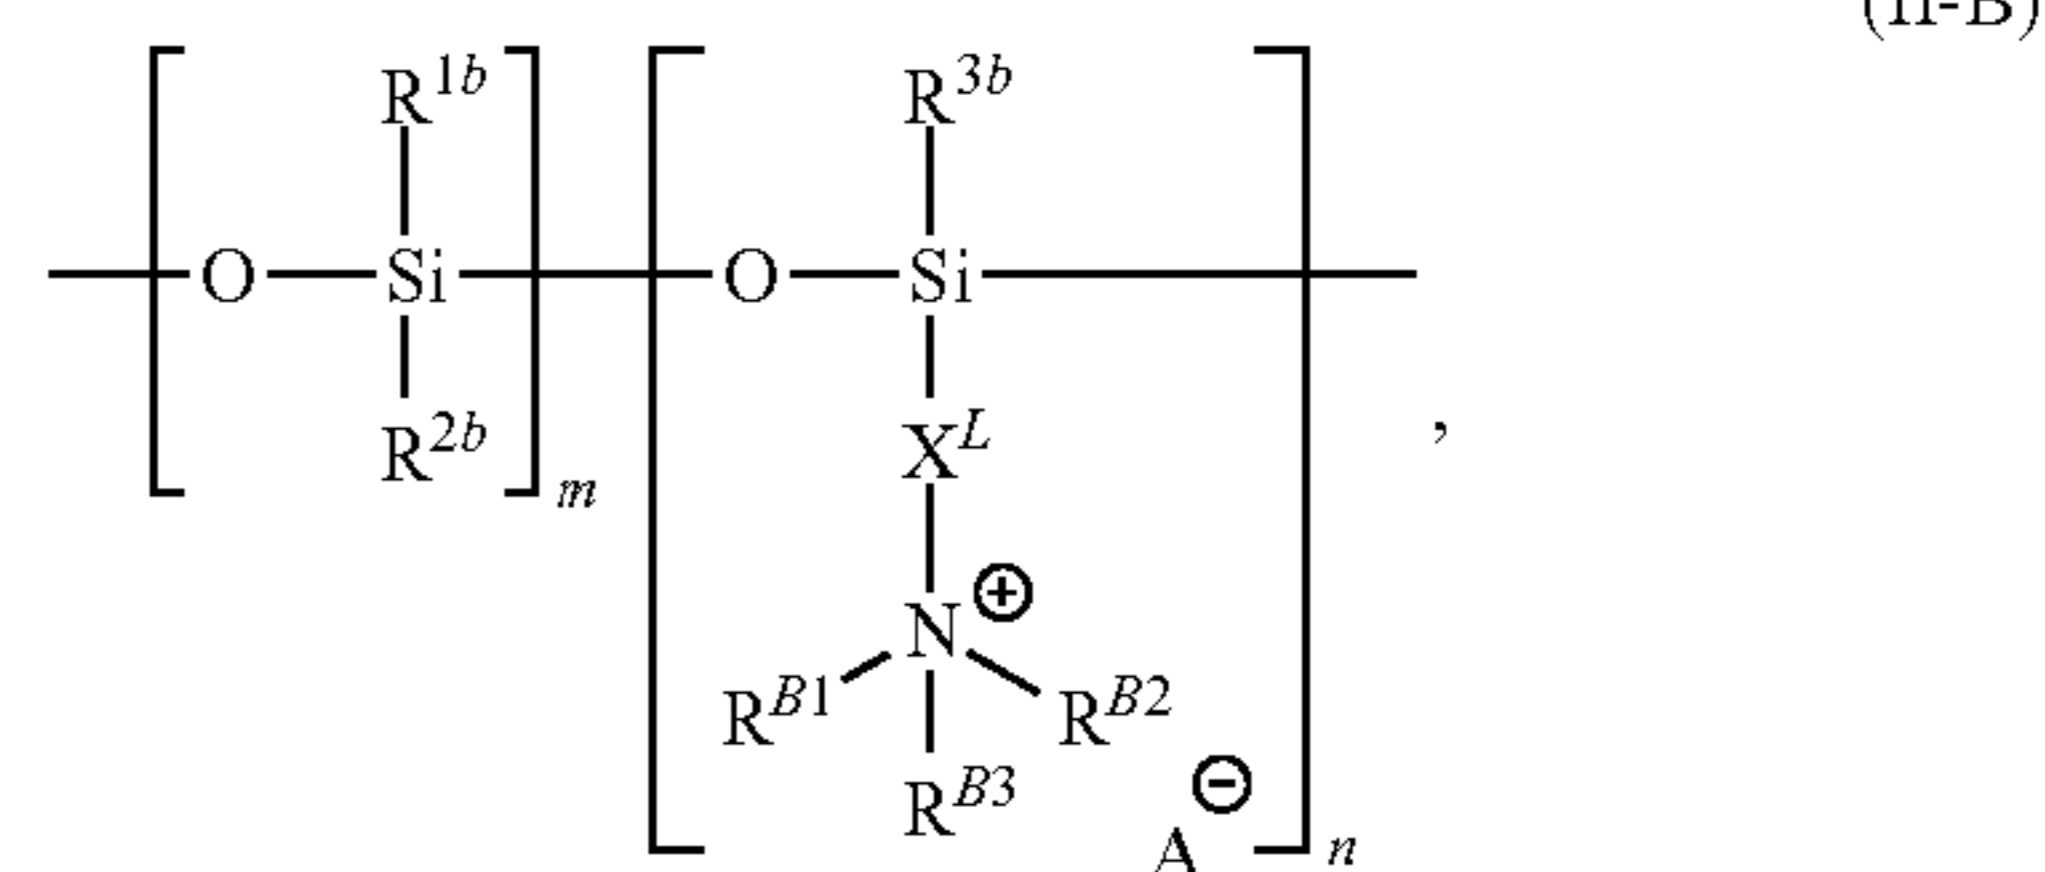 (II-B)
R1b R3b
O Si O Si
R2b XL
m
N ⊕
RB1 RB2
RB3 ⊖
A n
,